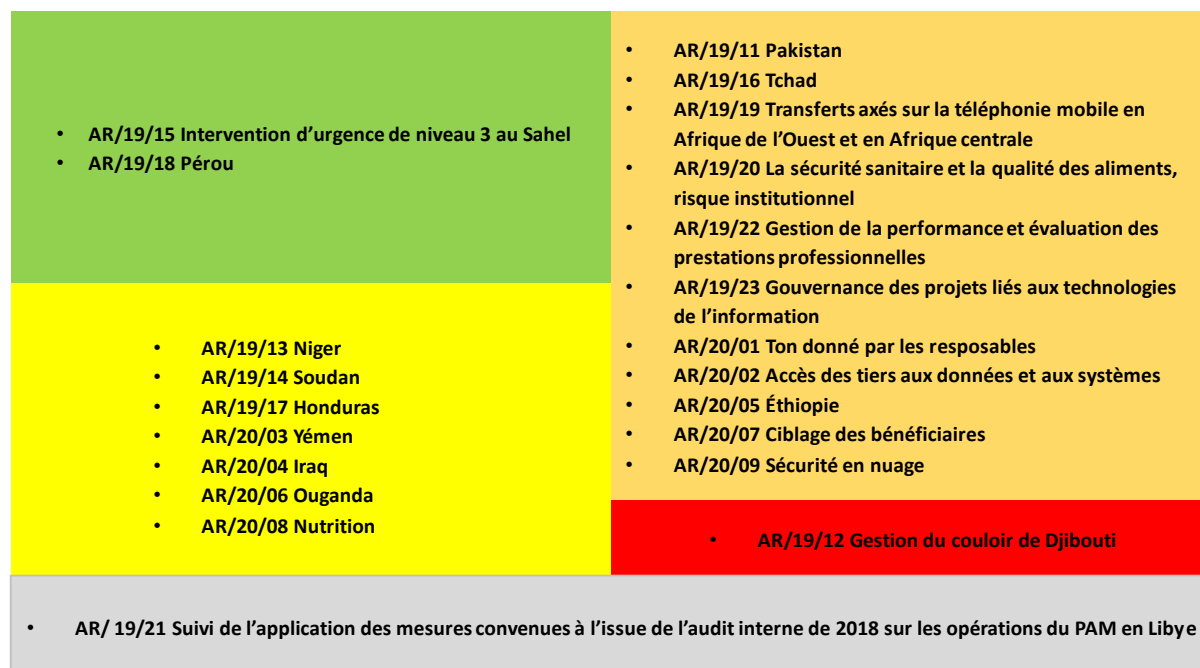 • AR/19/15 Intervention d'urgence de niveau 3 au Sahel
• AR/19/18 Pérou
• AR/19/11 Pakistan
• AR/19/16 Tchad
• AR/19/19 Transferts axés sur la téléphonie mobile en
Afrique de l'Ouest et en Afrique centrale
• AR/19/20 La sécurité sanitaire et la qualité des aliments,
risque institutionnel
• AR/19/22 Gestion de la performance et évaluation des
prestations professionnelles
• AR/19/23 Gouvernance des projets liés aux technologies
de l'information
• AR/20/01 Ton donné par les resposables
• AR/20/02 Accès des tiers aux données et aux systèmes
• AR/20/05 Éthiopie
• AR/20/07 Ciblage des bénéficiaires
• AR/20/09 Sécurité en nuage
• AR/19/13 Niger
• AR/19/14 Soudan
• AR/19/17 Honduras
• AR/20/03 Yémen
• AR/20/04 Iraq
• AR/20/06 Ouganda
• AR/20/08 Nutrition
• AR/19/12 Gestion du couloir de Djibouti
• AR/ 19/21 Suivi de l'application des mesures convenues à l'issue de l'audit interne de 2018 sur les opérations du PAM en Libye